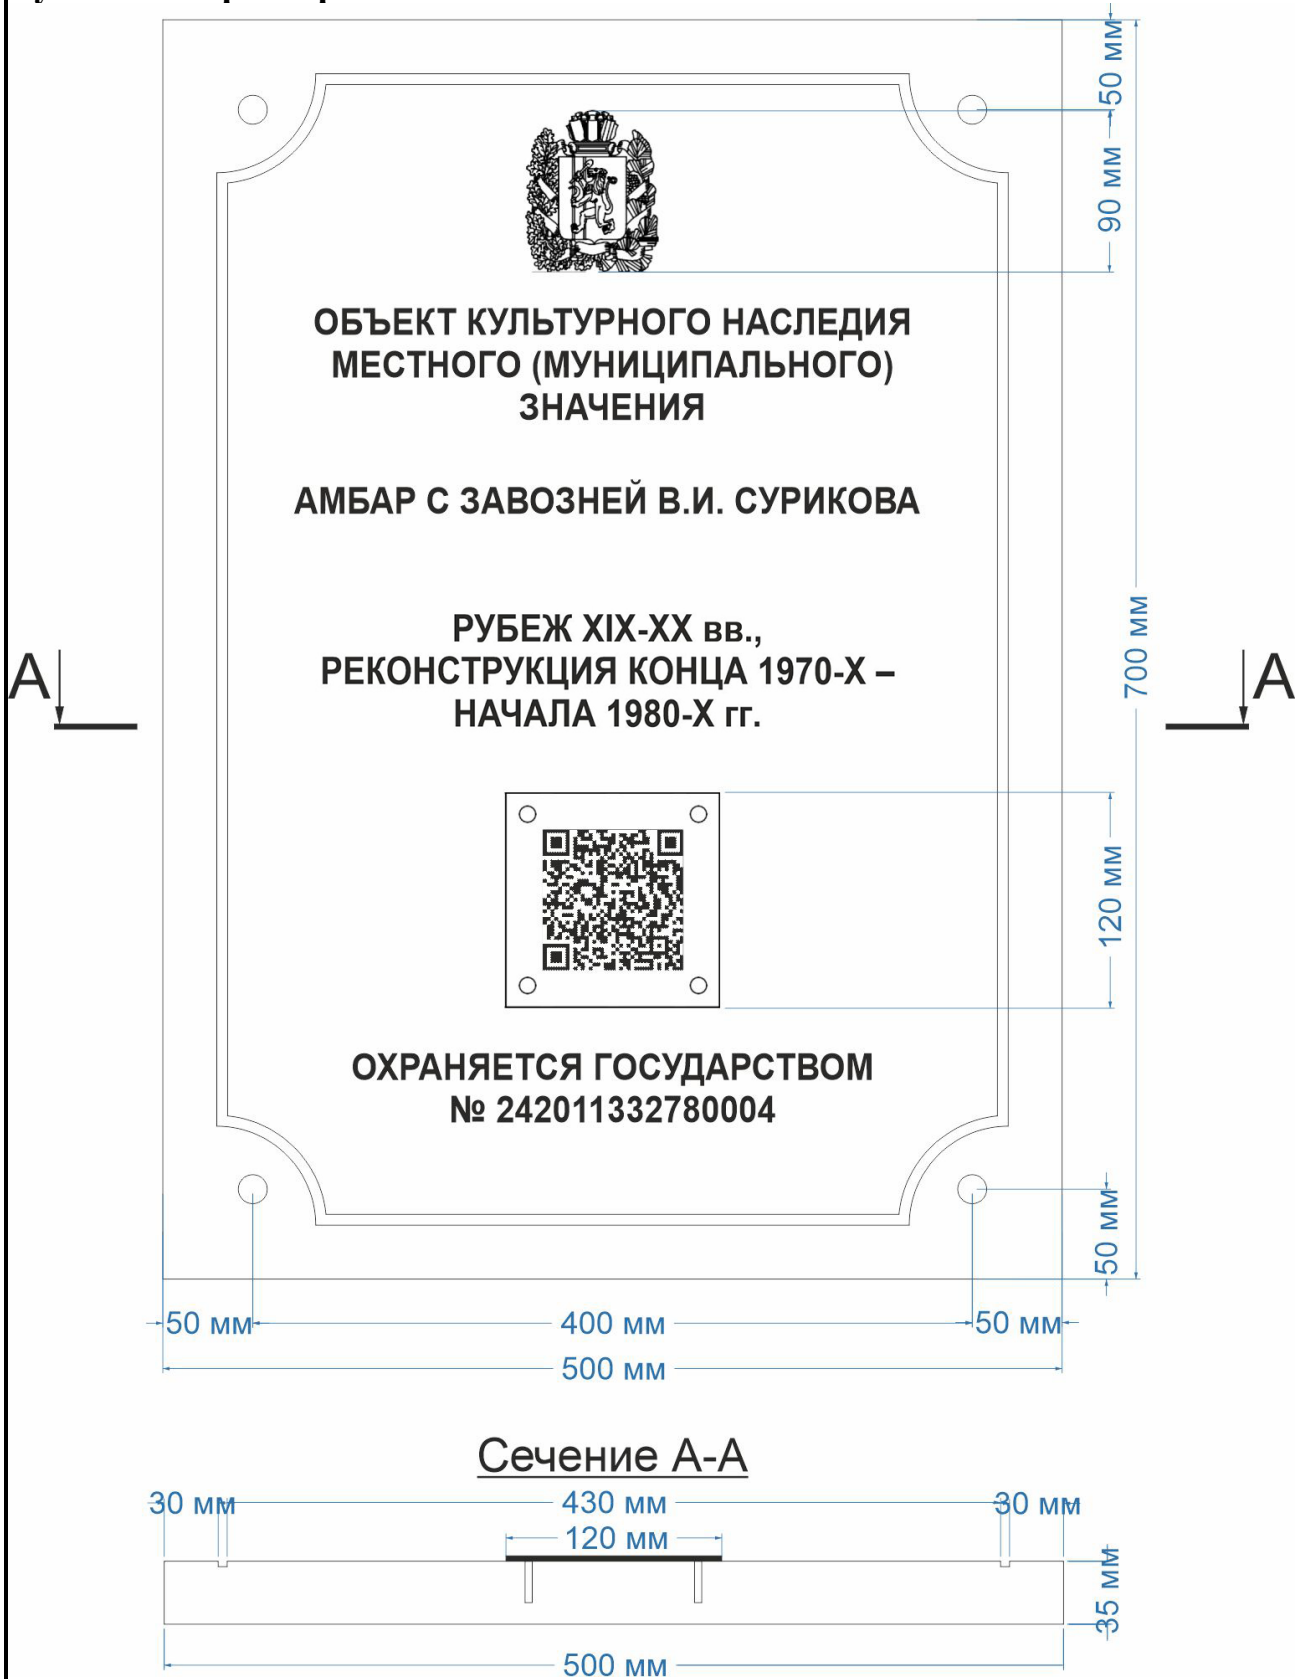 50 мм
90 мм
ОБЪЕКТ КУЛЬТУРНОГО НАСЛЕДИЯ
МЕСТНОГО (МУНИЦИПАЛЬНОГО)
ЗНАЧЕНИЯ
АМБАР С ЗАВОЗНЕЙ В.И. СУРИКОВА
РУБЕЖ XIX-XX вв.,
РЕКОНСТРУКЦИЯ КОНЦА 1970-Х –
НАЧАЛА 1980-Х гг.
А
А
700 мм
120 мм
ОХРАНЯЕТСЯ ГОСУДАРСТВОМ
№ 242011332780004
50 мм
50 мм
400 мм
50 мм
500 мм
Сечение А-А
30 мм
430 мм
30 мм
120 мм
35 мм
500 мм